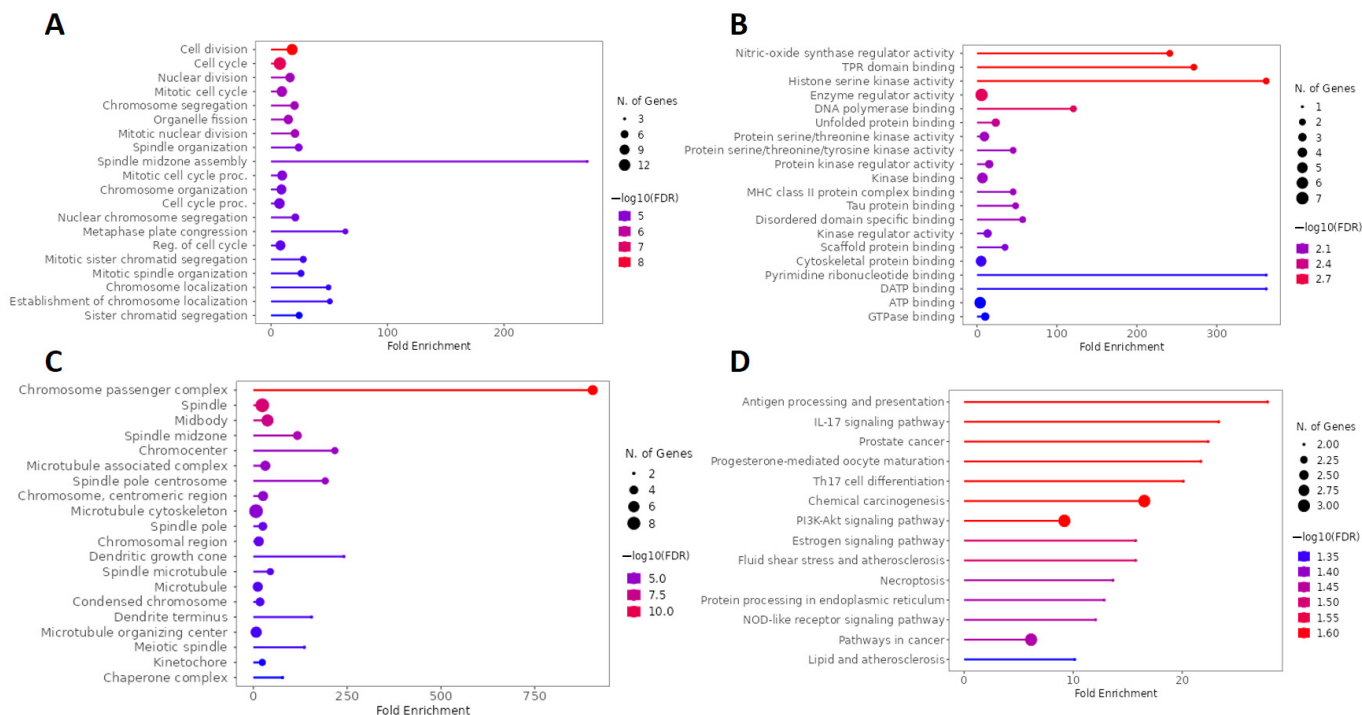 A
Cell division
Cell cycle
Nuclear division
Mitotic cell cycle
Chromosome segregation
Organelle fission
Mitotic nuclear division
Spindle organization
Spindle midzone assembly
Mitotic cell cycle proc.
Chromosome organization
Cell cycle proc.
Nuclear chromosome segregation
Metaphase plate congression
Reg. of cell cycle
Mitotic sister chromatid segregation
Mitotic spindle organization
Chromosome localization
Establishment of chromosome localization
Sister chromatid segregation
0 100 200
Fold Enrichment
N. of Genes
3
6
9
12
−log10(FDR)
5
6
7
8
B
Nitric-oxide synthase regulator activity
TPR domain binding
Histone serine kinase activity
Enzyme regulator activity
DNA polymerase binding
Unfolded protein binding
Protein serine/threonine kinase activity
Protein serine/threonine/tyrosine kinase activity
Protein kinase regulator activity
Kinase binding
MHC class II protein complex binding
Tau protein binding
Disordered domain specific binding
Kinase regulator activity
Scaffold protein binding
Cytoskeletal protein binding
Pyrimidine ribonucleotide binding
DATP binding
ATP binding
GTPase binding
0 100 200 300
Fold Enrichment
N. of Genes
1
2
3
4
5
6
7
−log10(FDR)
2.1
2.4
2.7
C
Chromosome passenger complex
Spindle
Midbody
Spindle midzone
Chromocenter
Microtubule associated complex
Spindle pole centrosome
Chromosome, centromeric region
Microtubule cytoskeleton
Spindle pole
Chromosomal region
Dendritic growth cone
Spindle microtubule
Microtubule
Condensed chromosome
Dendrite terminus
Microtubule organizing center
Meiotic spindle
Kinetochore
Chaperone complex
0 250 500 750
Fold Enrichment
N. of Genes
2
4
6
8
−log10(FDR)
5.0
7.5
10.0
D
Antigen processing and presentation
IL-17 signaling pathway
Prostate cancer
Progesterone-mediated oocyte maturation
Th17 cell differentiation
Chemical carcinogenesis
PI3K-Akt signaling pathway
Estrogen signaling pathway
Fluid shear stress and atherosclerosis
Necroptosis
Protein processing in endoplasmic reticulum
NOD-like receptor signaling pathway
Pathways in cancer
Lipid and atherosclerosis
0 10 20
Fold Enrichment
N. of Genes
2.00
2.25
2.50
2.75
3.00
−log10(FDR)
1.35
1.40
1.45
1.50
1.55
1.60